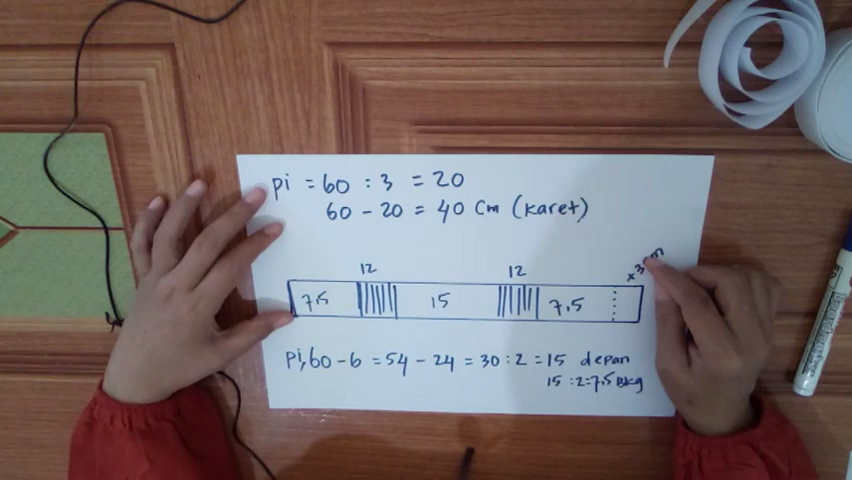 pi = 60 : 3 = 20
60 - 20 = 40 Cm (karet)
12 12
7,5 15 7,5
pi, 60 - 6 = 54 - 24 = 30 : 2 = 15 depan
15 : 2 = 7,5 Bkg